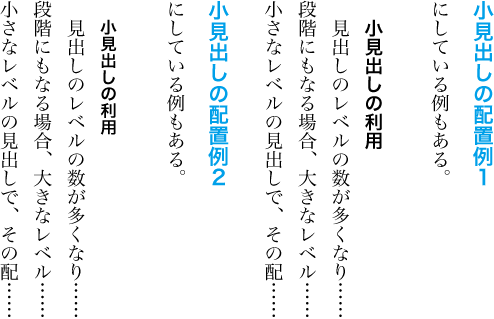 小見出しの配置例1
にしている例もある。
小見出しの利用
見出しのレベルの数が多くなり……
段階にもなる場合、大きなレベル……
小さなレベルの見出しで、その配……
小見出しの配置例2
にしている例もある。
小見出しの利用
見出しのレベルの数が多くなり……
段階にもなる場合、大きなレベル……
小さなレベルの見出しで、その配……